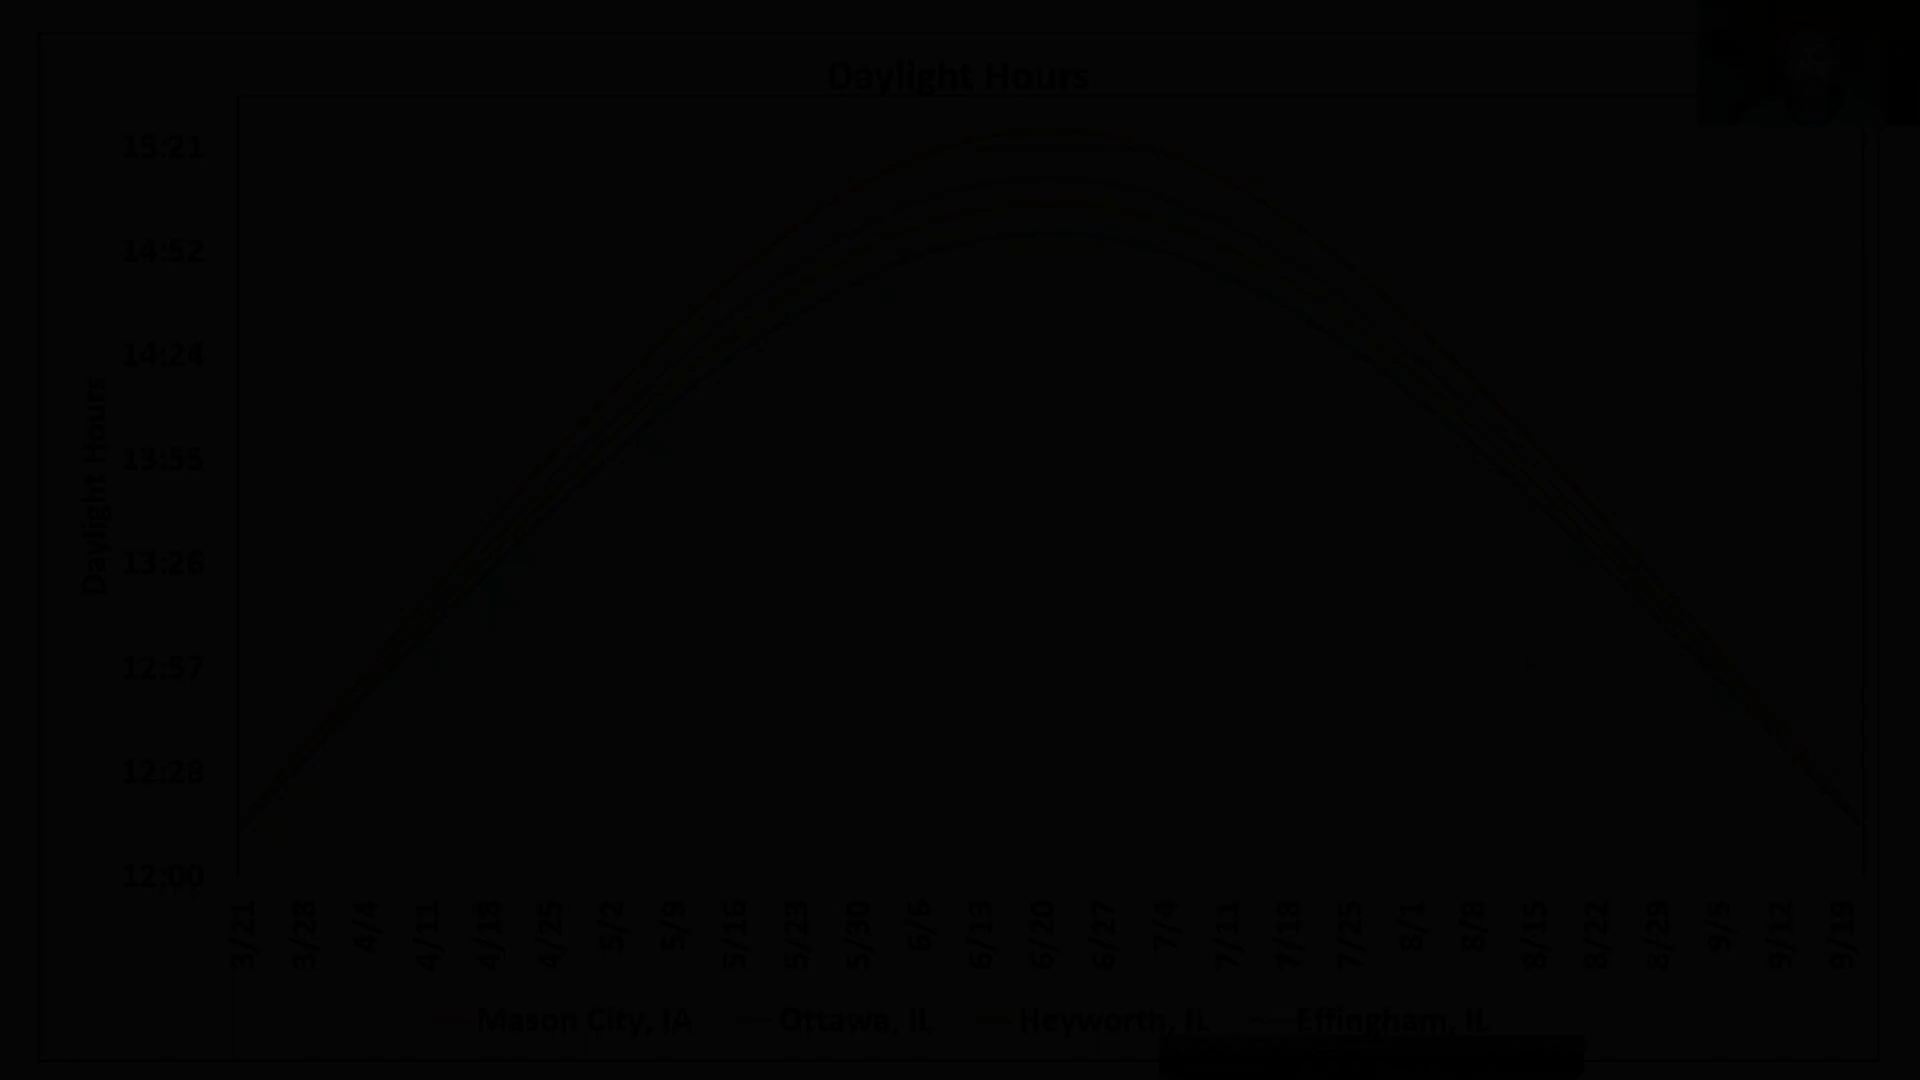 Daylight Hours
15:21
14:52
14:24
13:55
13:26
12:57
12:28
12:00
Daylight Hours
3/21 3/28 4/4 4/11 4/18 4/25 5/2 5/9 5/16 5/23 5/30 6/6 6/13 6/20 6/27 7/4 7/11 7/18 7/25 8/1 8/8 8/15 8/22 8/29 9/5 9/12 9/19
Mason City, IA Ottawa, IL Heyworth, IL Effingham, IL